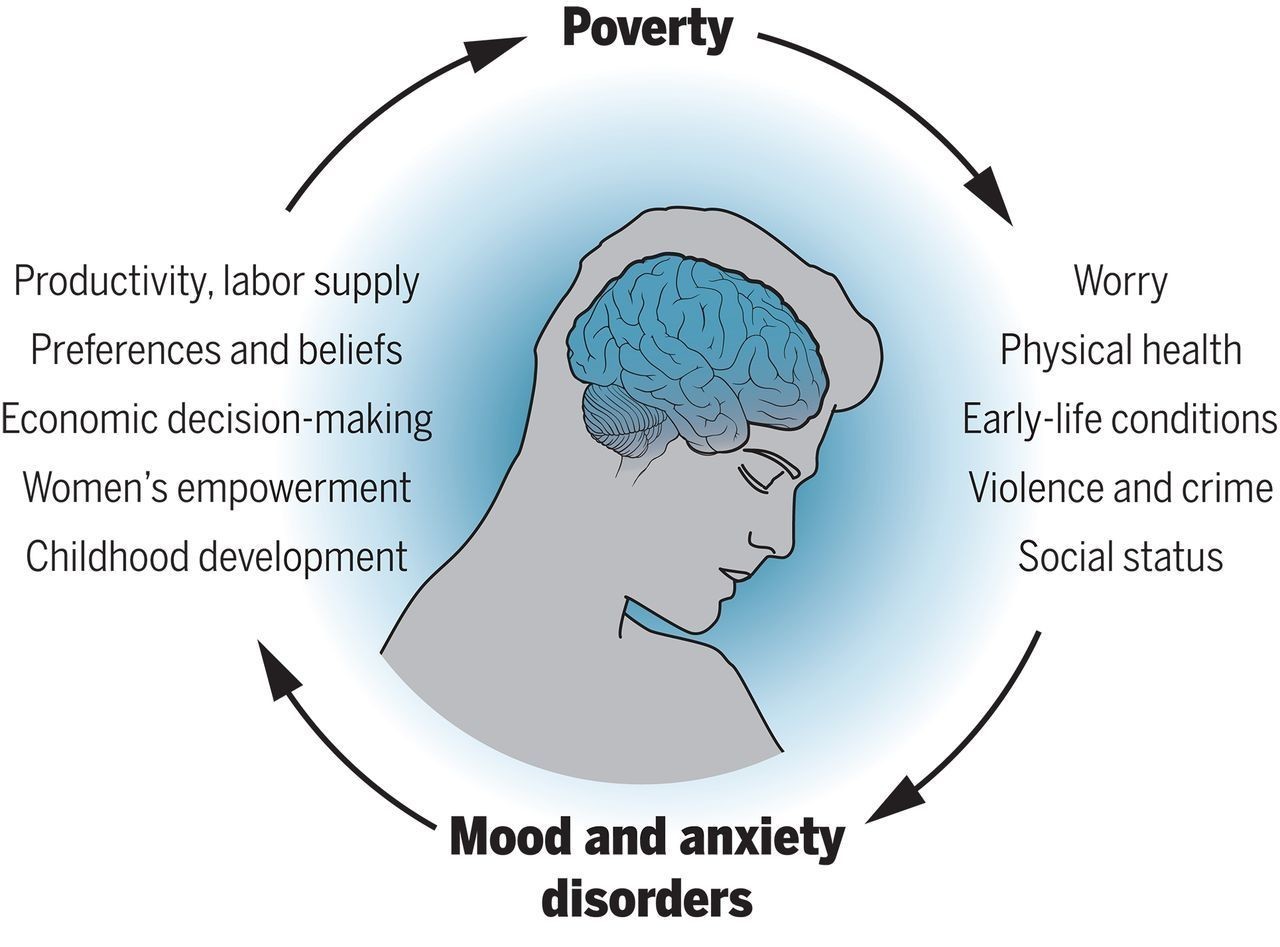 Poverty
Productivity, labor supply
Preferences and beliefs
Economic decision-making
Women’s empowerment
Childhood development
Worry
Physical health
Early-life conditions
Violence and crime
Social status
Mood and anxiety
disorders